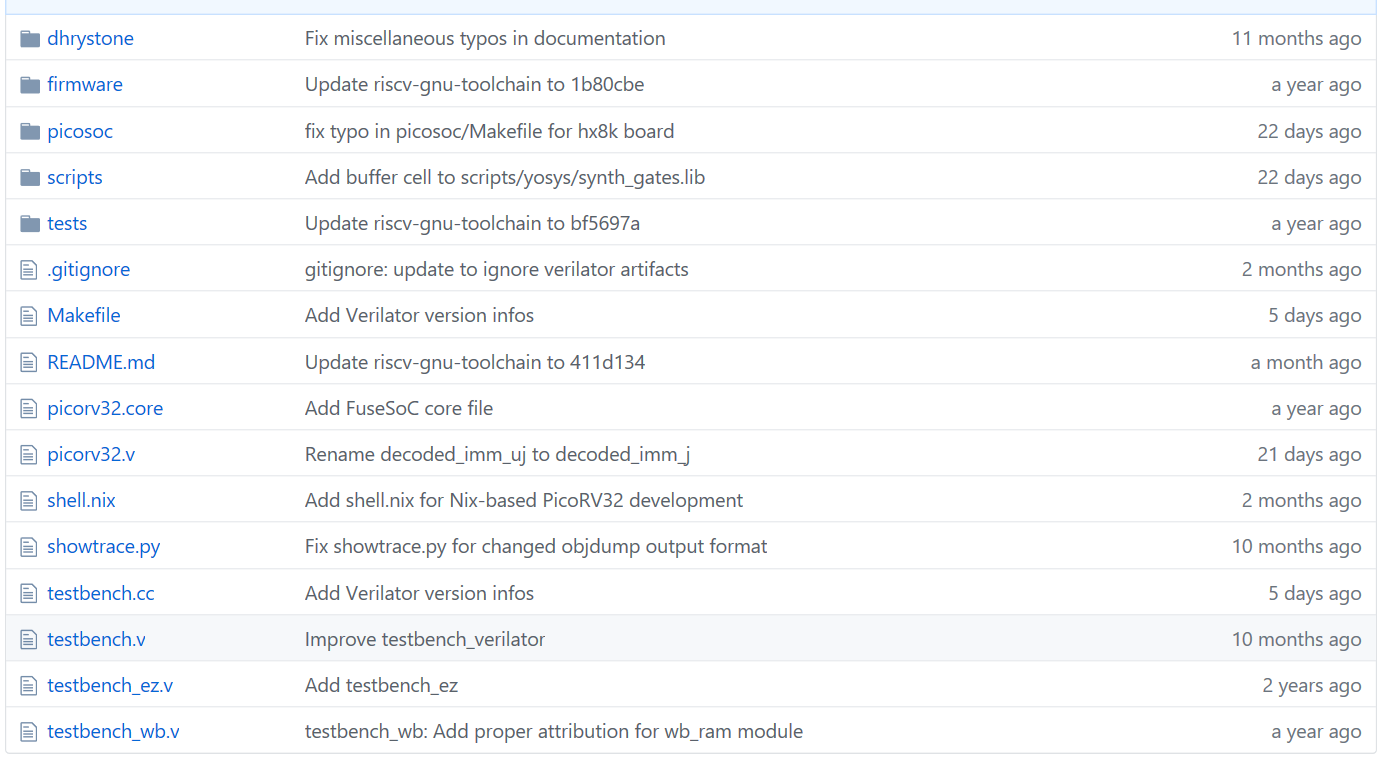 dhrystone Fix miscellaneous typos in documentation 11 months ago
firmware Update riscv-gnu-toolchain to 1b80cbe a year ago
picosoc fix typo in picosoc/Makefile for hx8k board 22 days ago
scripts Add buffer cell to scripts/yosys/synth_gates.lib 22 days ago
tests Update riscv-gnu-toolchain to bf5697a a year ago
.gitignore gitignore: update to ignore verilator artifacts 2 months ago
Makefile Add Verilator version infos 5 days ago
README.md Update riscv-gnu-toolchain to 411d134 a month ago
picorv32.core Add FuseSoC core file a year ago
picorv32.v Rename decoded_imm_uj to decoded_imm_j 21 days ago
shell.nix Add shell.nix for Nix-based PicoRV32 development 2 months ago
showtrace.py Fix showtrace.py for changed objdump output format 10 months ago
testbench.cc Add Verilator version infos 5 days ago
testbench.v Improve testbench_verilator 10 months ago
testbench_ez.v Add testbench_ez 2 years ago
testbench_wb.v testbench_wb: Add proper attribution for wb_ram module a year ago